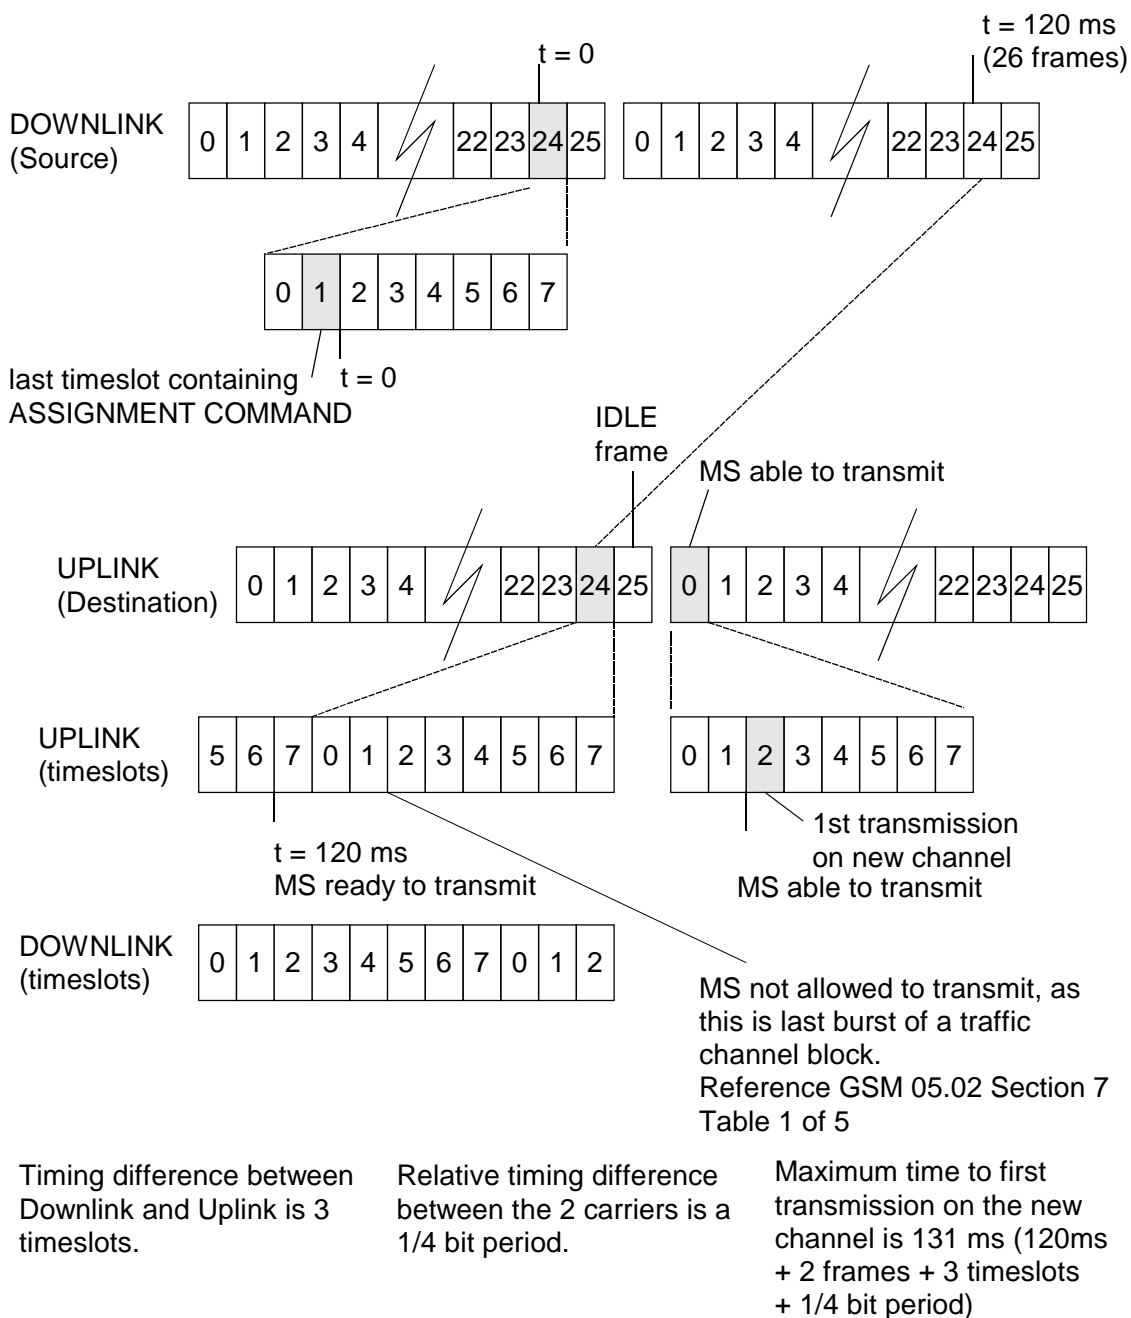 t = 120 ms
(26 frames)
t = 0
DOWNLINK
(Source)
0 1 2 3 4 22 23 24 25 0 1 2 3 4 22 23 24 25
0 1 2 3 4 5 6 7
last timeslot containing
ASSIGNMENT COMMAND
t = 0
IDLE
frame
MS able to transmit
UPLINK
(Destination)
0 1 2 3 4 22 23 24 25 0 1 2 3 4 22 23 24 25
UPLINK
(timeslots)
5 6 7 0 1 2 3 4 5 6 7 0 1 2 3 4 5 6 7
t = 120 ms
MS ready to transmit
1st transmission
on new channel
MS able to transmit
DOWNLINK
(timeslots)
0 1 2 3 4 5 6 7 0 1 2
MS not allowed to transmit, as
this is last burst of a traffic
channel block.
Reference GSM 05.02 Section 7
Table 1 of 5
Timing difference between
Downlink and Uplink is 3
timeslots.
Relative timing difference
between the 2 carriers is a
1/4 bit period.
Maximum time to first
transmission on the new
channel is 131 ms (120ms
+ 2 frames + 3 timeslots
+ 1/4 bit period)